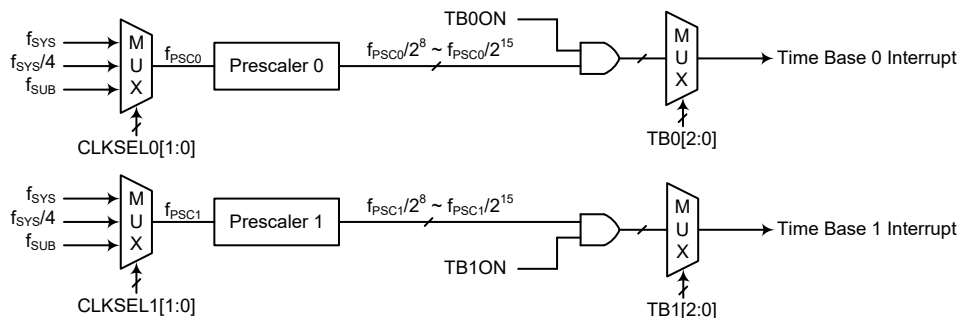 TB0ON
fSYS
fSYS/4
fSUB
M
U
X
fPSC0
Prescaler 0
fPSC0/2^8 ~ fPSC0/2^15
M
U
X
Time Base 0 Interrupt
CLKSEL0[1:0]
TB0[2:0]
fSYS
fSYS/4
fSUB
M
U
X
fPSC1
Prescaler 1
fPSC1/2^8 ~ fPSC1/2^15
M
U
X
Time Base 1 Interrupt
TB1ON
CLKSEL1[1:0]
TB1[2:0]